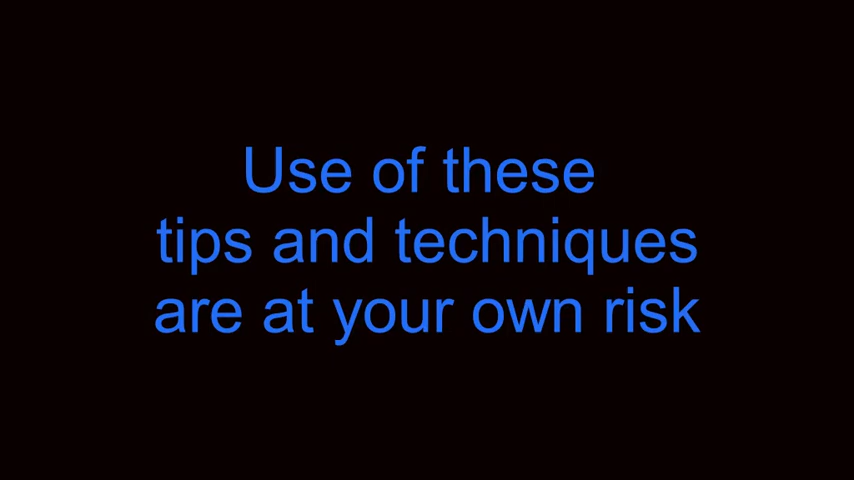 Use of these
tips and techniques
are at your own risk